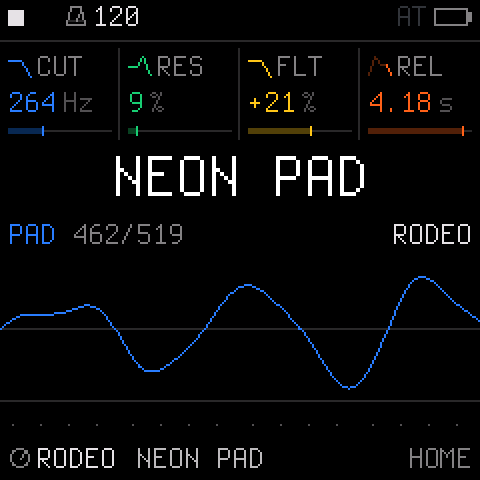 120 AT
CUT RES FLT REL
264 Hz 9 % +21 % 4.18 s
NEON PAD
PAD 462/519 RODEO
RODEO NEON PAD HOME